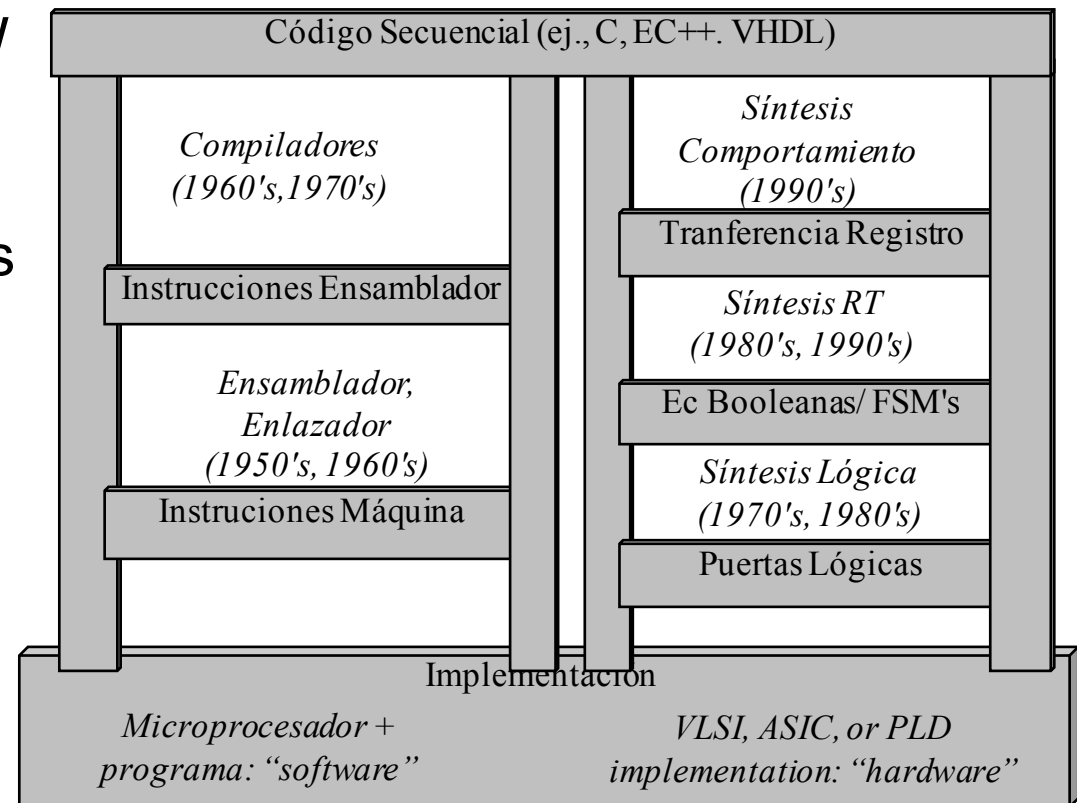 Código Secuencial (ej., C, EC++. VHDL)
Compiladores
(1960's,1970's)
Instrucciones Ensamblador
Ensamblador,
Enlazador
(1950's, 1960's)
Instruciones Máquina
Síntesis
Comportamiento
(1990's)
Tranferencia Registro
Síntesis RT
(1980's, 1990's)
Ec Booleanas/ FSM's
Síntesis Lógica
(1970's, 1980's)
Puertas Lógicas
Implementación
Microprocesador +
programa: “software”
VLSI, ASIC, or PLD
implementation: “hardware”